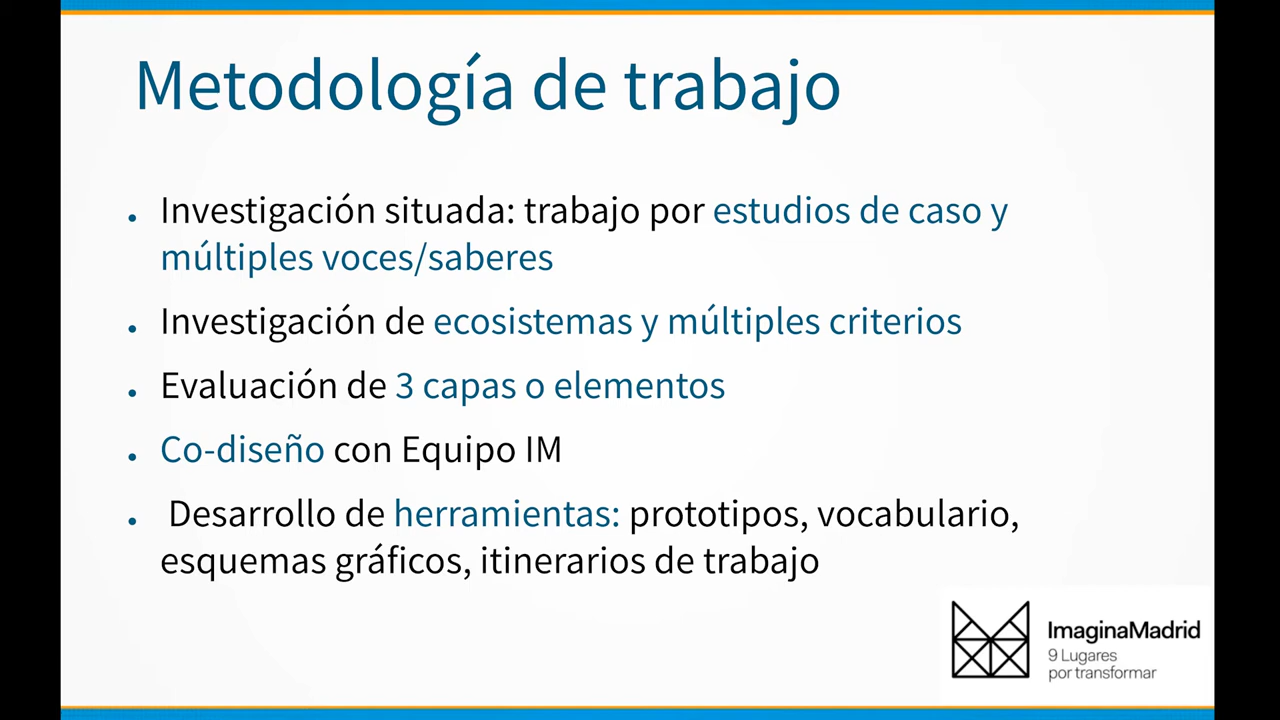 Metodología de trabajo
Investigación situada: trabajo por estudios de caso y
múltiples voces/saberes
Investigación de ecosistemas y múltiples criterios
Evaluación de 3 capas o elementos
Co-diseño con Equipo IM
Desarrollo de herramientas: prototipos, vocabulario,
esquemas gráficos, itinerarios de trabajo
ImaginaMadrid
9 Lugares
por transformar